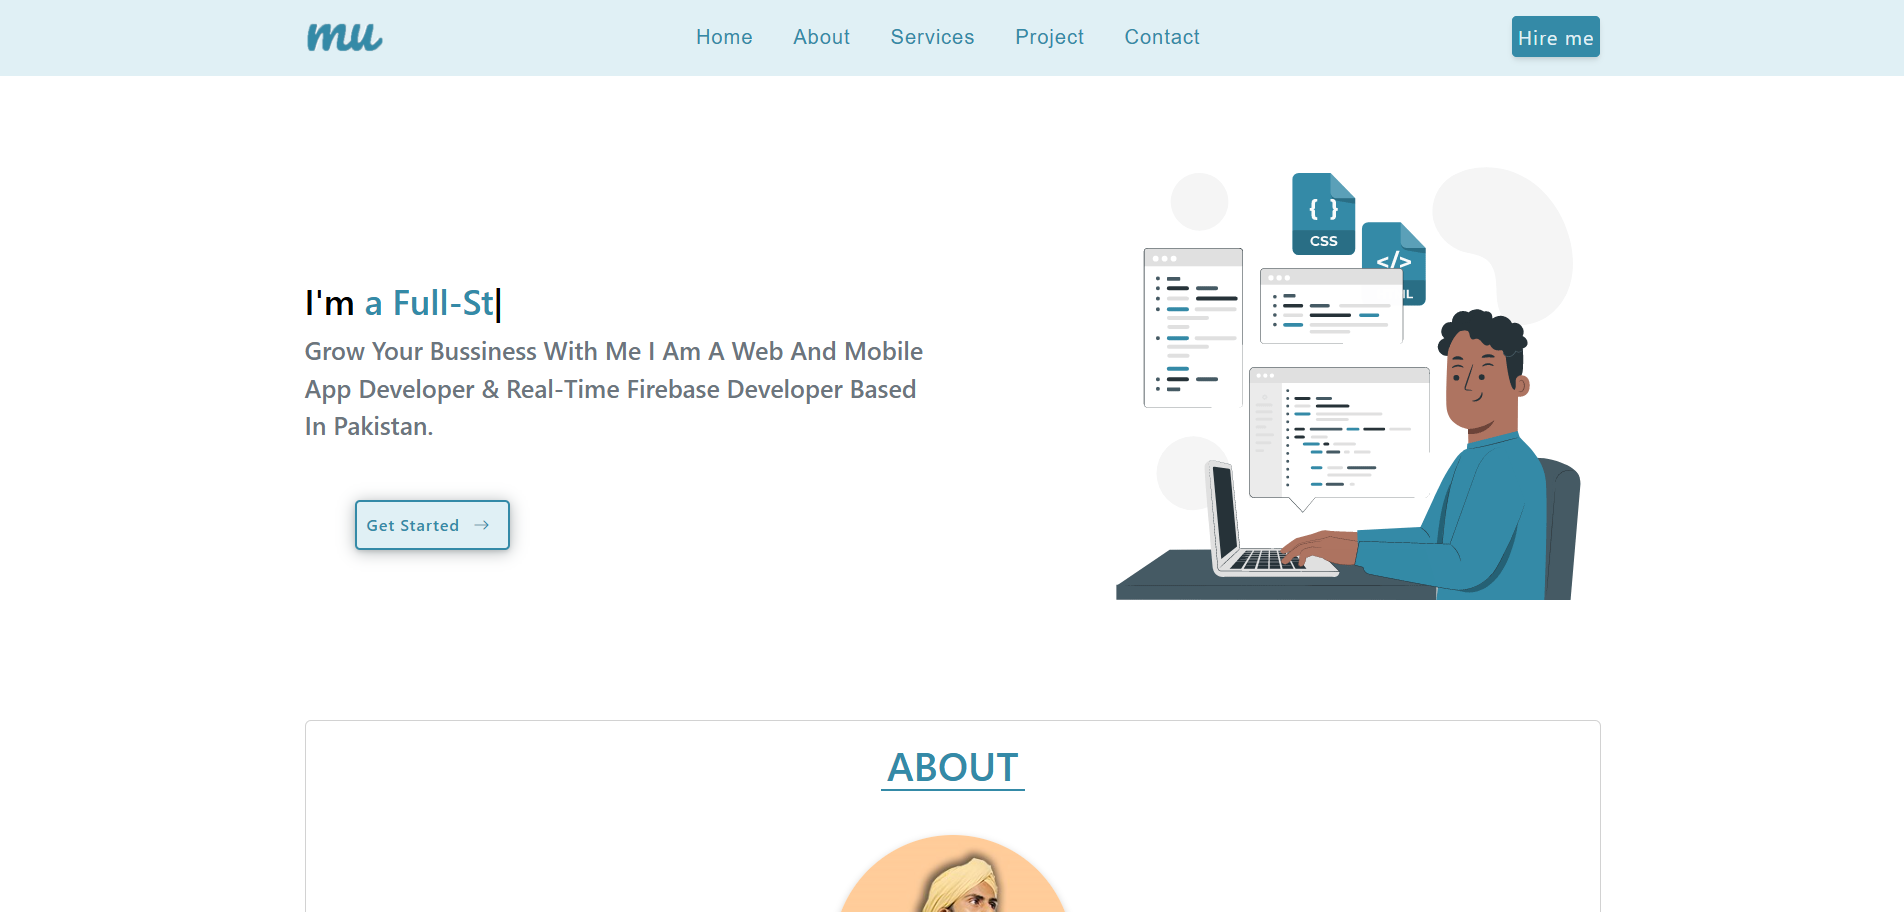 mu
Home
About
Services
Project
Contact
Hire me
I'm a Full-St|
Grow Your Bussiness With Me I Am A Web And Mobile
App Developer & Real-Time Firebase Developer Based
In Pakistan.
Get Started
{ }
CSS
</>
ABOUT